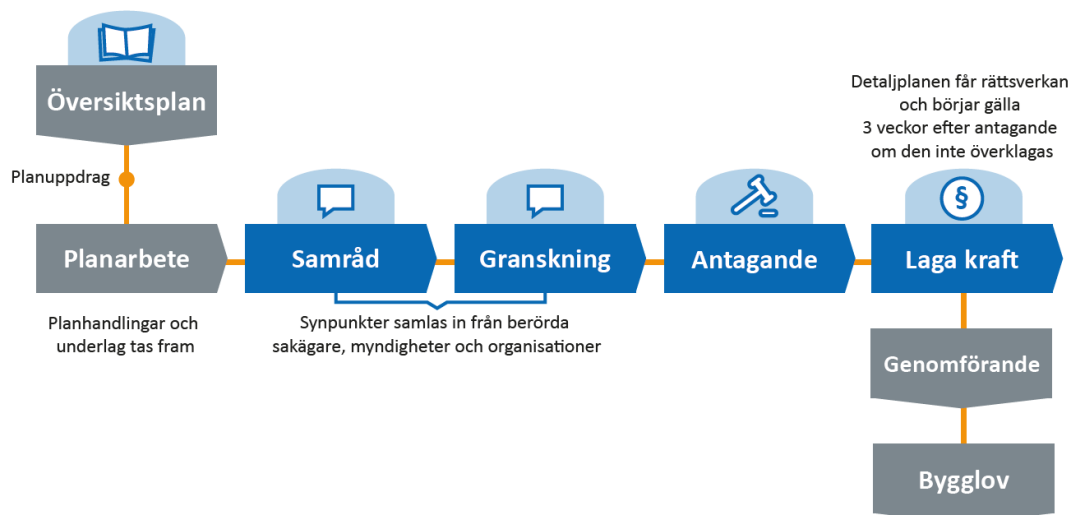 Översiktsplan
Planuppdrag
Planarbete
Planhandlingar och
underlag tas fram
Samråd
Granskning
Synpunkter samlas in från berörda
sakägare, myndigheter och organisationer
Antagande
Detaljplanen får rättsverkan
och börjar gälla
3 veckor efter antagande
om den inte överklagas
§
Laga kraft
Genomförande
Bygglov